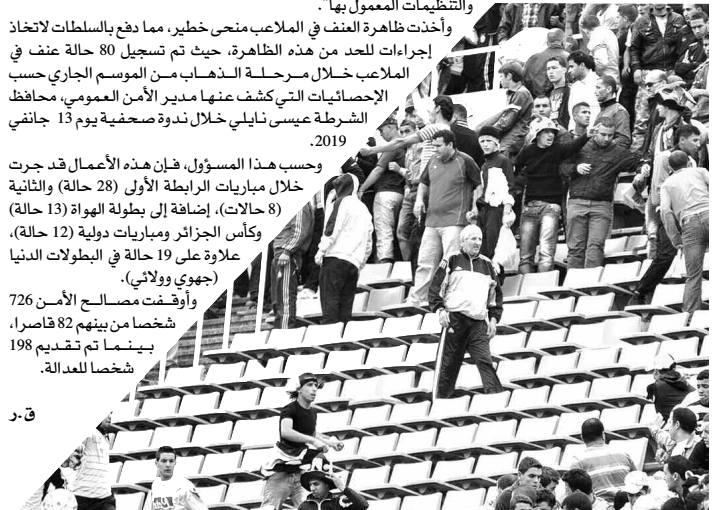 والتنظيمات المعمول بها".
وأخذت ظاهرة العنف في الملاعب منحى خطير، مما دفع بالسلطات لاتخاذ
إجراءات للحد من هذه الظاهرة، حيث تم تسجيل 80 حالة عنف في
الملاعب خلال مرحلة الذهاب من الموسم الجاري حسب
الإحصائيات التي كشف عنها مدير الأمن العمومي، محافظ
الشرطة عيسى نايلي خلال ندوة صحفية يوم 13 جانفي
2019.
وحسب هذا المسؤول، فإن هذه الأعمال قد جرت
خلال مباريات الرابطة الأولى (28 حالة) والثانية
(8 حالات)، إضافة إلى بطولة الهواة (13 حالة)
وكأس الجزائر ومباريات دولية (12 حالة)،
علاوة على 19 حالة في البطولات الدنيا
(جهوي وولائي).
وأوقفت مصالح الأمن 726
شخصا من بينهم 82 قاصرا،
بينما تم تقديم 198
شخصا للعدالة.
ق.ر